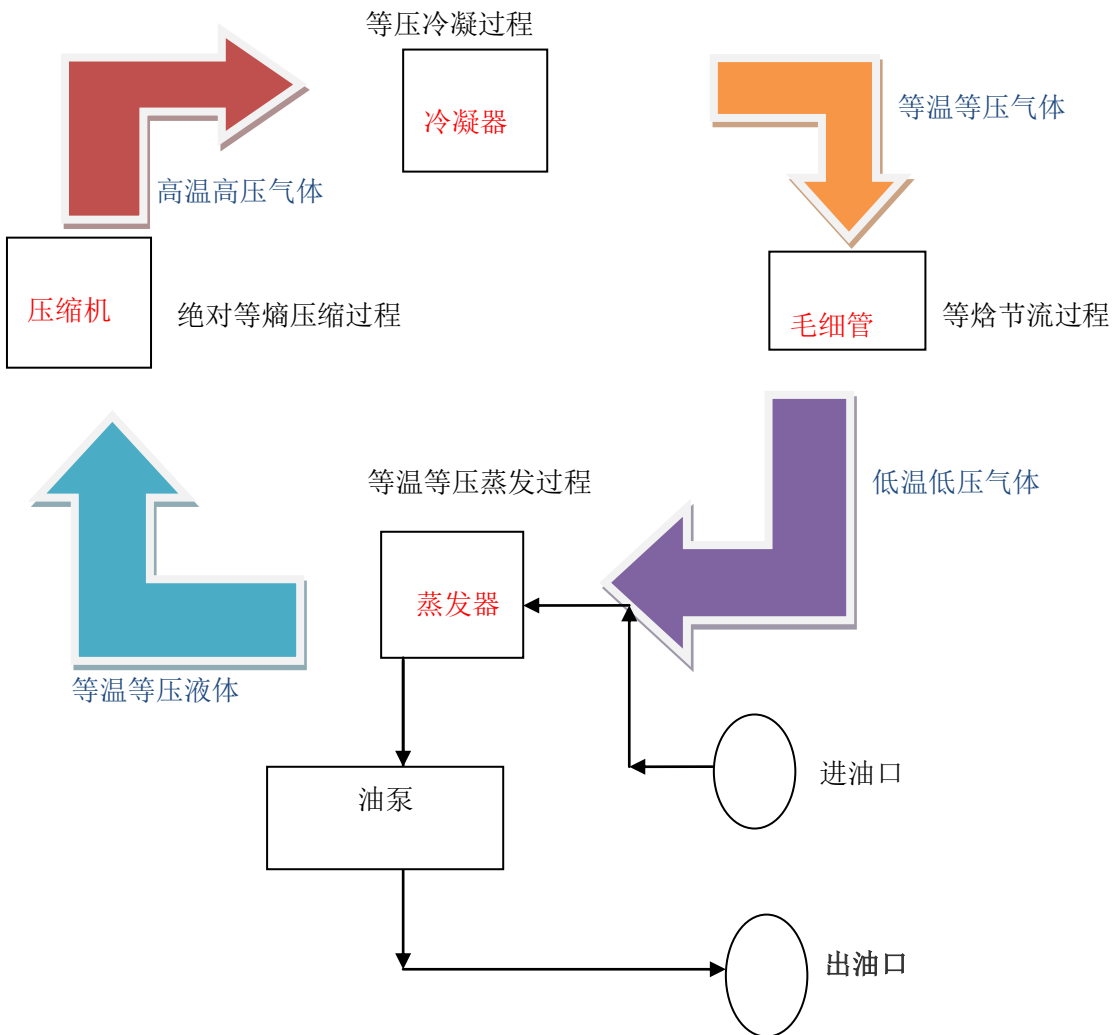 等压冷凝过程
冷凝器
等温等压气体
高温高压气体
压缩机
绝对等熵压缩过程
毛细管
等焓节流过程
等温等压蒸发过程
低温低压气体
蒸发器
等温等压液体
油泵
进油口
出油口